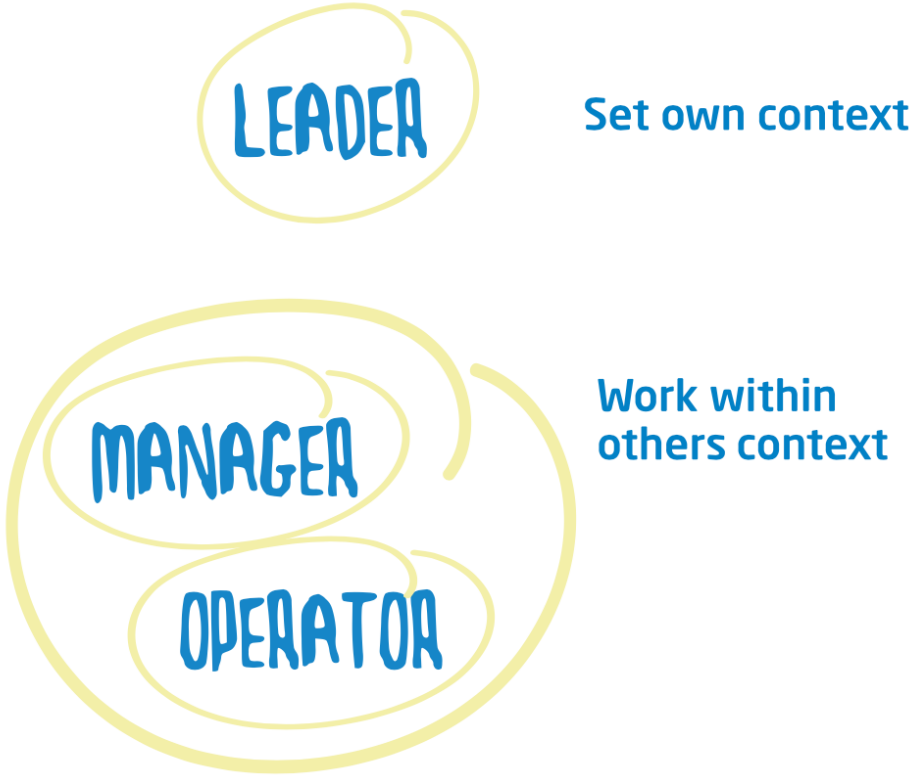 LEADER
Set own context
MANAGER
Work within
others context
OPERATOR